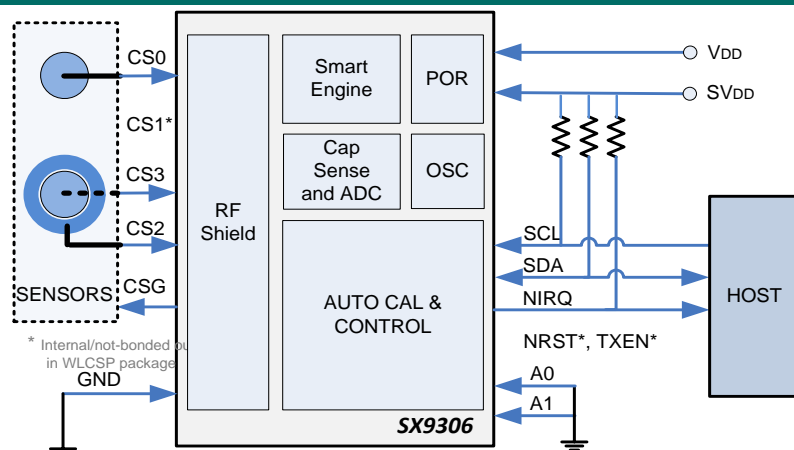 CS0
CS1*
CS3
CS2
CSG
SENSORS
* Internal/not-bonded
in WLCSP package
GND
RF
Shield
Smart
Engine
POR
Cap
Sense
and ADC
OSC
AUTO CAL &
CONTROL
SX9306
VDD
SVDD
SCL
SDA
NIRQ
NRST*, TXEN*
A0
A1
HOST